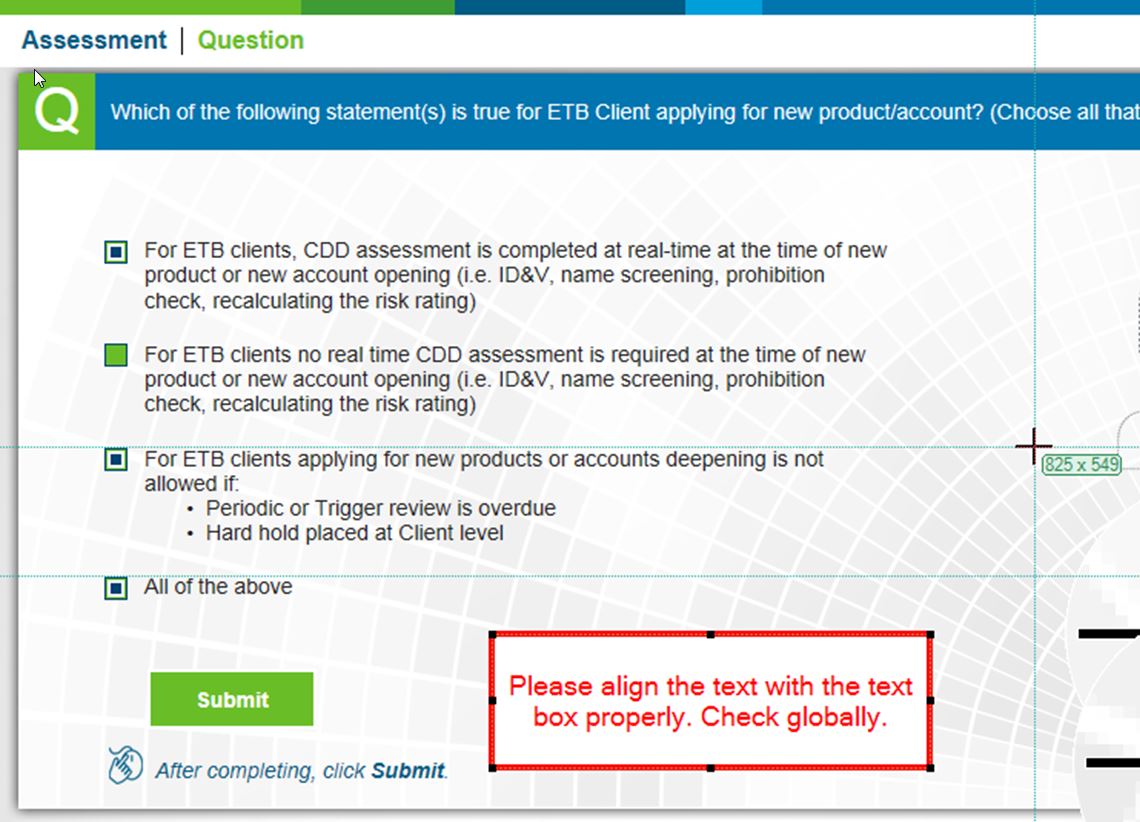 Assessment | Question
Q
Which of the following statement(s) is true for ETB Client applying for new product/account? (Choose all that
For ETB clients, CDD assessment is completed at real-time at the time of new
product or new account opening (i.e. ID&V, name screening, prohibition
check, recalculating the risk rating)
For ETB clients no real time CDD assessment is required at the time of new
product or new account opening (i.e. ID&V, name screening, prohibition
check, recalculating the risk rating)
For ETB clients applying for new products or accounts deepening is not
allowed if:
• Periodic or Trigger review is overdue
• Hard hold placed at Client level
825 x 549
All of the above
Please align the text with the text
box properly. Check globally.
Submit
After completing, click Submit.